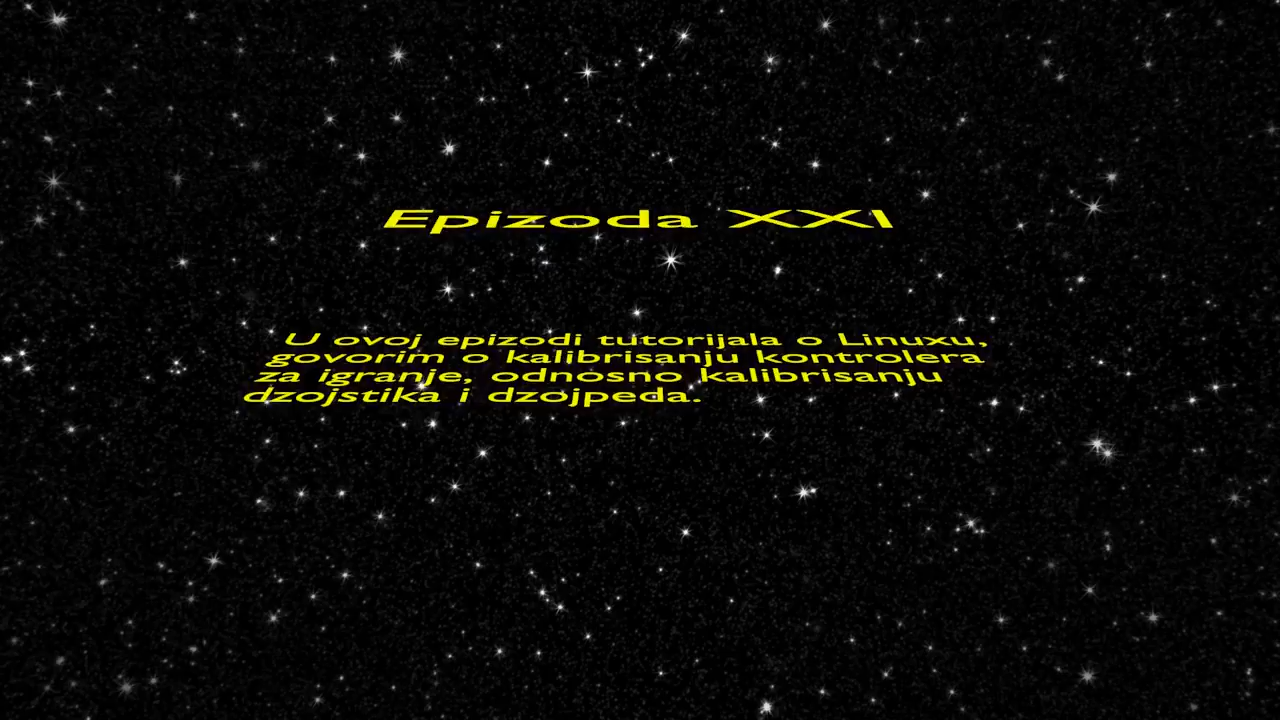 Epizoda XXI
U ovoj epizodi tutorijala o Linuxu,
govorim o kalibrisanju kontrolera
za igranje, odnosno kalibrisanju
dzojstika i dzojpeda.